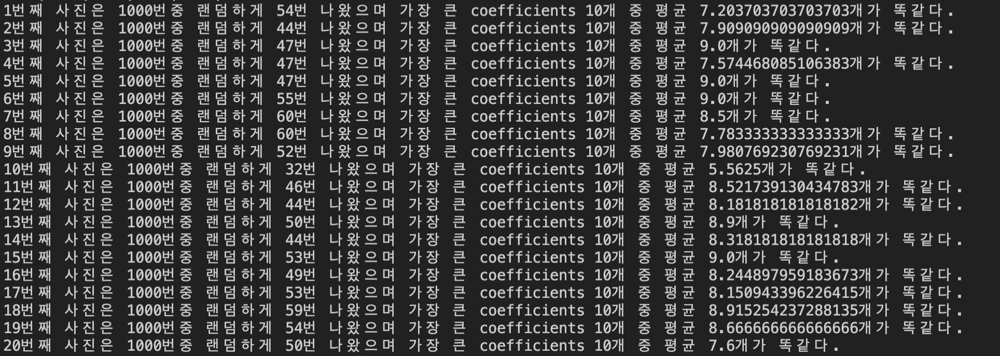 1번째 사진은 1000번중 랜덤하게 54번 나왔으며 가장 큰 coefficients 10개 중 평균 7.203703703703703개가 똑같다.
2번째 사진은 1000번중 랜덤하게 44번 나왔으며 가장 큰 coefficients 10개 중 평균 7.909090909090909개가 똑같다.
3번째 사진은 1000번중 랜덤하게 47번 나왔으며 가장 큰 coefficients 10개 중 평균 9.0개가 똑같다.
4번째 사진은 1000번중 랜덤하게 47번 나왔으며 가장 큰 coefficients 10개 중 평균 7.574468085106383개가 똑같다.
5번째 사진은 1000번중 랜덤하게 47번 나왔으며 가장 큰 coefficients 10개 중 평균 9.0개가 똑같다.
6번째 사진은 1000번중 랜덤하게 55번 나왔으며 가장 큰 coefficients 10개 중 평균 9.0개가 똑같다.
7번째 사진은 1000번중 랜덤하게 60번 나왔으며 가장 큰 coefficients 10개 중 평균 8.5개가 똑같다.
8번째 사진은 1000번중 랜덤하게 60번 나왔으며 가장 큰 coefficients 10개 중 평균 7.783333333333333개가 똑같다.
9번째 사진은 1000번중 랜덤하게 52번 나왔으며 가장 큰 coefficients 10개 중 평균 7.980769230769231개가 똑같다.
10번째 사진은 1000번중 랜덤하게 32번 나왔으며 가장 큰 coefficients 10개 중 평균 5.5625개가 똑같다.
11번째 사진은 1000번중 랜덤하게 46번 나왔으며 가장 큰 coefficients 10개 중 평균 8.521739130434783개가 똑같다.
12번째 사진은 1000번중 랜덤하게 44번 나왔으며 가장 큰 coefficients 10개 중 평균 8.181818181818182개가 똑같다.
13번째 사진은 1000번중 랜덤하게 50번 나왔으며 가장 큰 coefficients 10개 중 평균 8.9개가 똑같다.
14번째 사진은 1000번중 랜덤하게 44번 나왔으며 가장 큰 coefficients 10개 중 평균 8.318181818181818개가 똑같다.
15번째 사진은 1000번중 랜덤하게 53번 나왔으며 가장 큰 coefficients 10개 중 평균 9.0개가 똑같다.
16번째 사진은 1000번중 랜덤하게 49번 나왔으며 가장 큰 coefficients 10개 중 평균 8.244897959183673개가 똑같다.
17번째 사진은 1000번중 랜덤하게 53번 나왔으며 가장 큰 coefficients 10개 중 평균 8.150943396226415개가 똑같다.
18번째 사진은 1000번중 랜덤하게 59번 나왔으며 가장 큰 coefficients 10개 중 평균 8.915254237288135개가 똑같다.
19번째 사진은 1000번중 랜덤하게 54번 나왔으며 가장 큰 coefficients 10개 중 평균 8.666666666666666개가 똑같다.
20번째 사진은 1000번중 랜덤하게 50번 나왔으며 가장 큰 coefficients 10개 중 평균 7.6개가 똑같다.